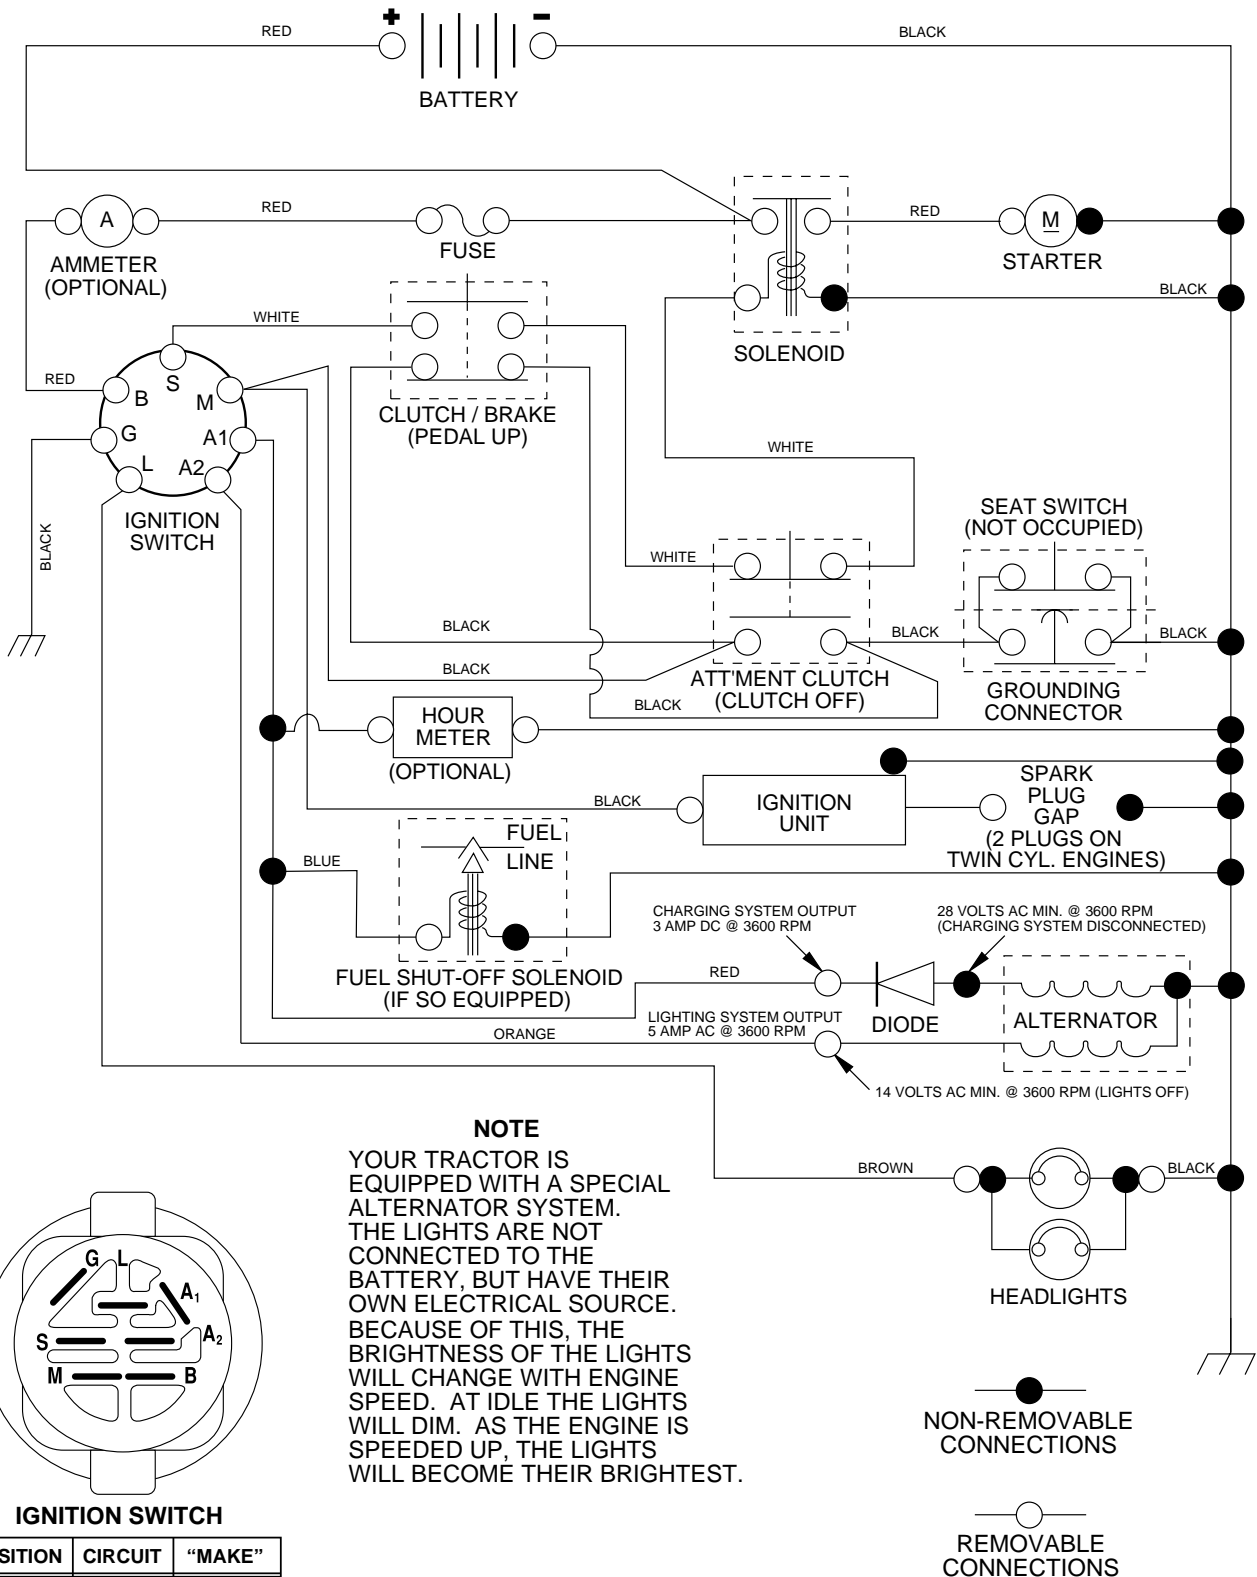 + -
RED
BLACK
BATTERY
A
RED
FUSE
RED
M
STARTER
AMMETER
(OPTIONAL)
BLACK
WHITE
SOLENOID
RED
S
B
M
CLUTCH / BRAKE
(PEDAL UP)
G
A1
L
A2
WHITE
IGNITION
SWITCH
BLACK
SEAT SWITCH
(NOT OCCUPIED)
WHITE
BLACK
BLACK
BLACK
BLACK
ATT'MENT CLUTCH
(CLUTCH OFF)
GROUNDING
CONNECTOR
BLACK
HOUR
METER
(OPTIONAL)
BLACK
IGNITION
UNIT
SPARK
PLUG
GAP
(2 PLUGS ON
TWIN CYL. ENGINES)
FUEL
LINE
BLUE
CHARGING SYSTEM OUTPUT
3 AMP DC @ 3600 RPM
28 VOLTS AC MIN. @ 3600 RPM
(CHARGING SYSTEM DISCONNECTED)
FUEL SHUT-OFF SOLENOID
(IF SO EQUIPPED)
RED
DIODE
ALTERNATOR
LIGHTING SYSTEM OUTPUT
5 AMP AC @ 3600 RPM
ORANGE
14 VOLTS AC MIN. @ 3600 RPM (LIGHTS OFF)
NOTE
YOUR TRACTOR IS
EQUIPPED WITH A SPECIAL
ALTERNATOR SYSTEM.
THE LIGHTS ARE NOT
CONNECTED TO THE
BATTERY, BUT HAVE THEIR
OWN ELECTRICAL SOURCE.
BECAUSE OF THIS, THE
BRIGHTNESS OF THE LIGHTS
WILL CHANGE WITH ENGINE
SPEED. AT IDLE THE LIGHTS
WILL DIM. AS THE ENGINE IS
SPEEDED UP, THE LIGHTS
WILL BECOME THEIR BRIGHTEST.
BROWN
BLACK
HEADLIGHTS
G L
A1
S
A2
M
B
IGNITION SWITCH
SITION CIRCUIT “MAKE”
NON-REMOVABLE
CONNECTIONS
REMOVABLE
CONNECTIONS